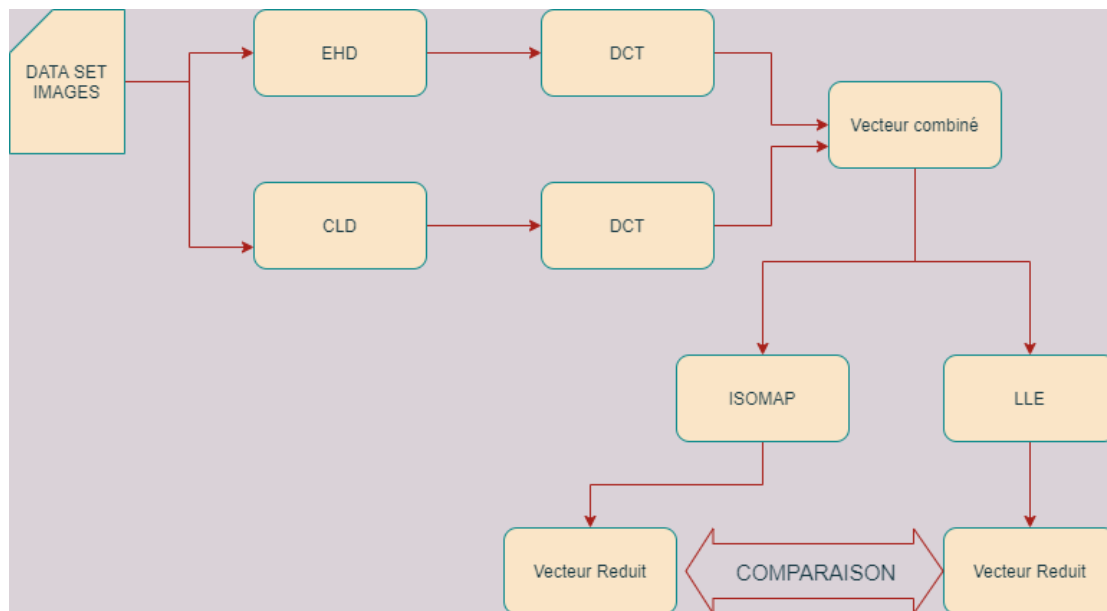 DATA SET
IMAGES
EHD
DCT
Vecteur combiné
CLD
DCT
ISOMAP
LLE
Vecteur Reduit
COMPARAISON
Vecteur Reduit